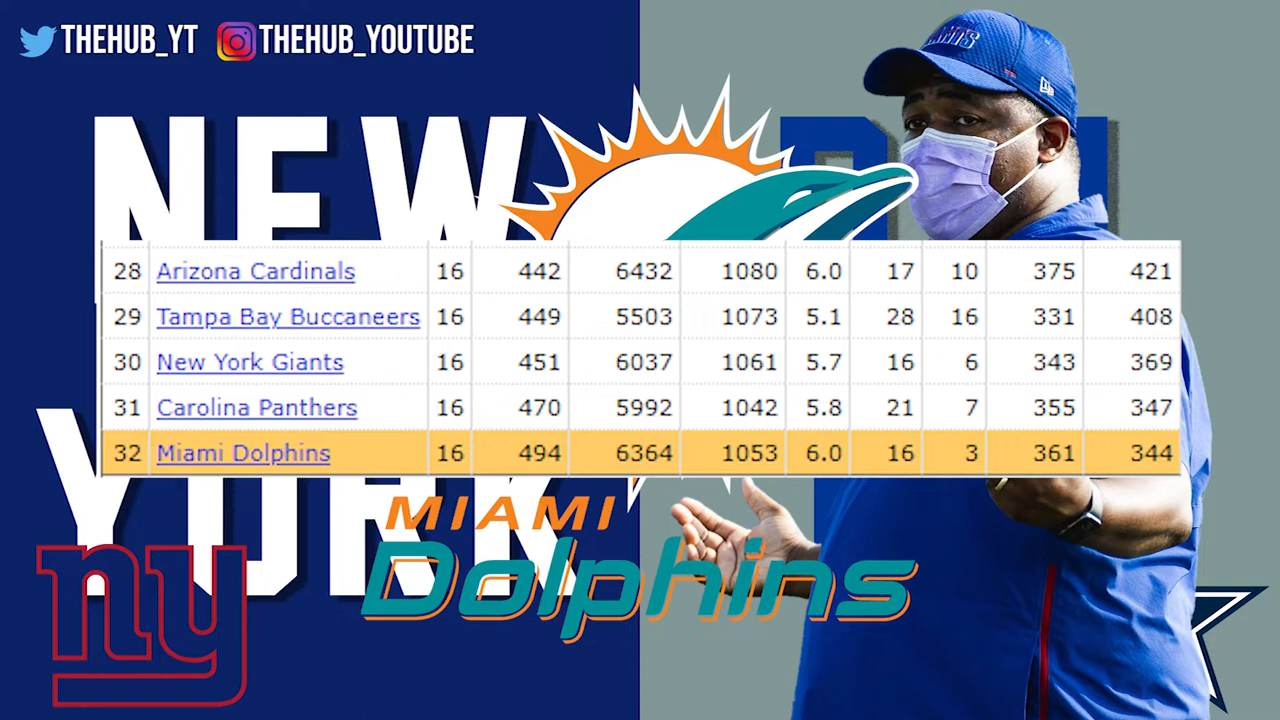 THEHUB_YT THEHUB_YOUTUBE
NEW
28 Arizona Cardinals 16 442 6432 1080 6.0 17 10 375 421
29 Tampa Bay Buccaneers 16 449 5503 1073 5.1 28 16 331 408
30 New York Giants 16 451 6037 1061 5.7 16 6 343 369
31 Carolina Panthers 16 470 5992 1042 5.8 21 7 355 347
32 Miami Dolphins 16 494 6364 1053 6.0 16 3 361 344
YORK
MIAMI
Dolphins
ny